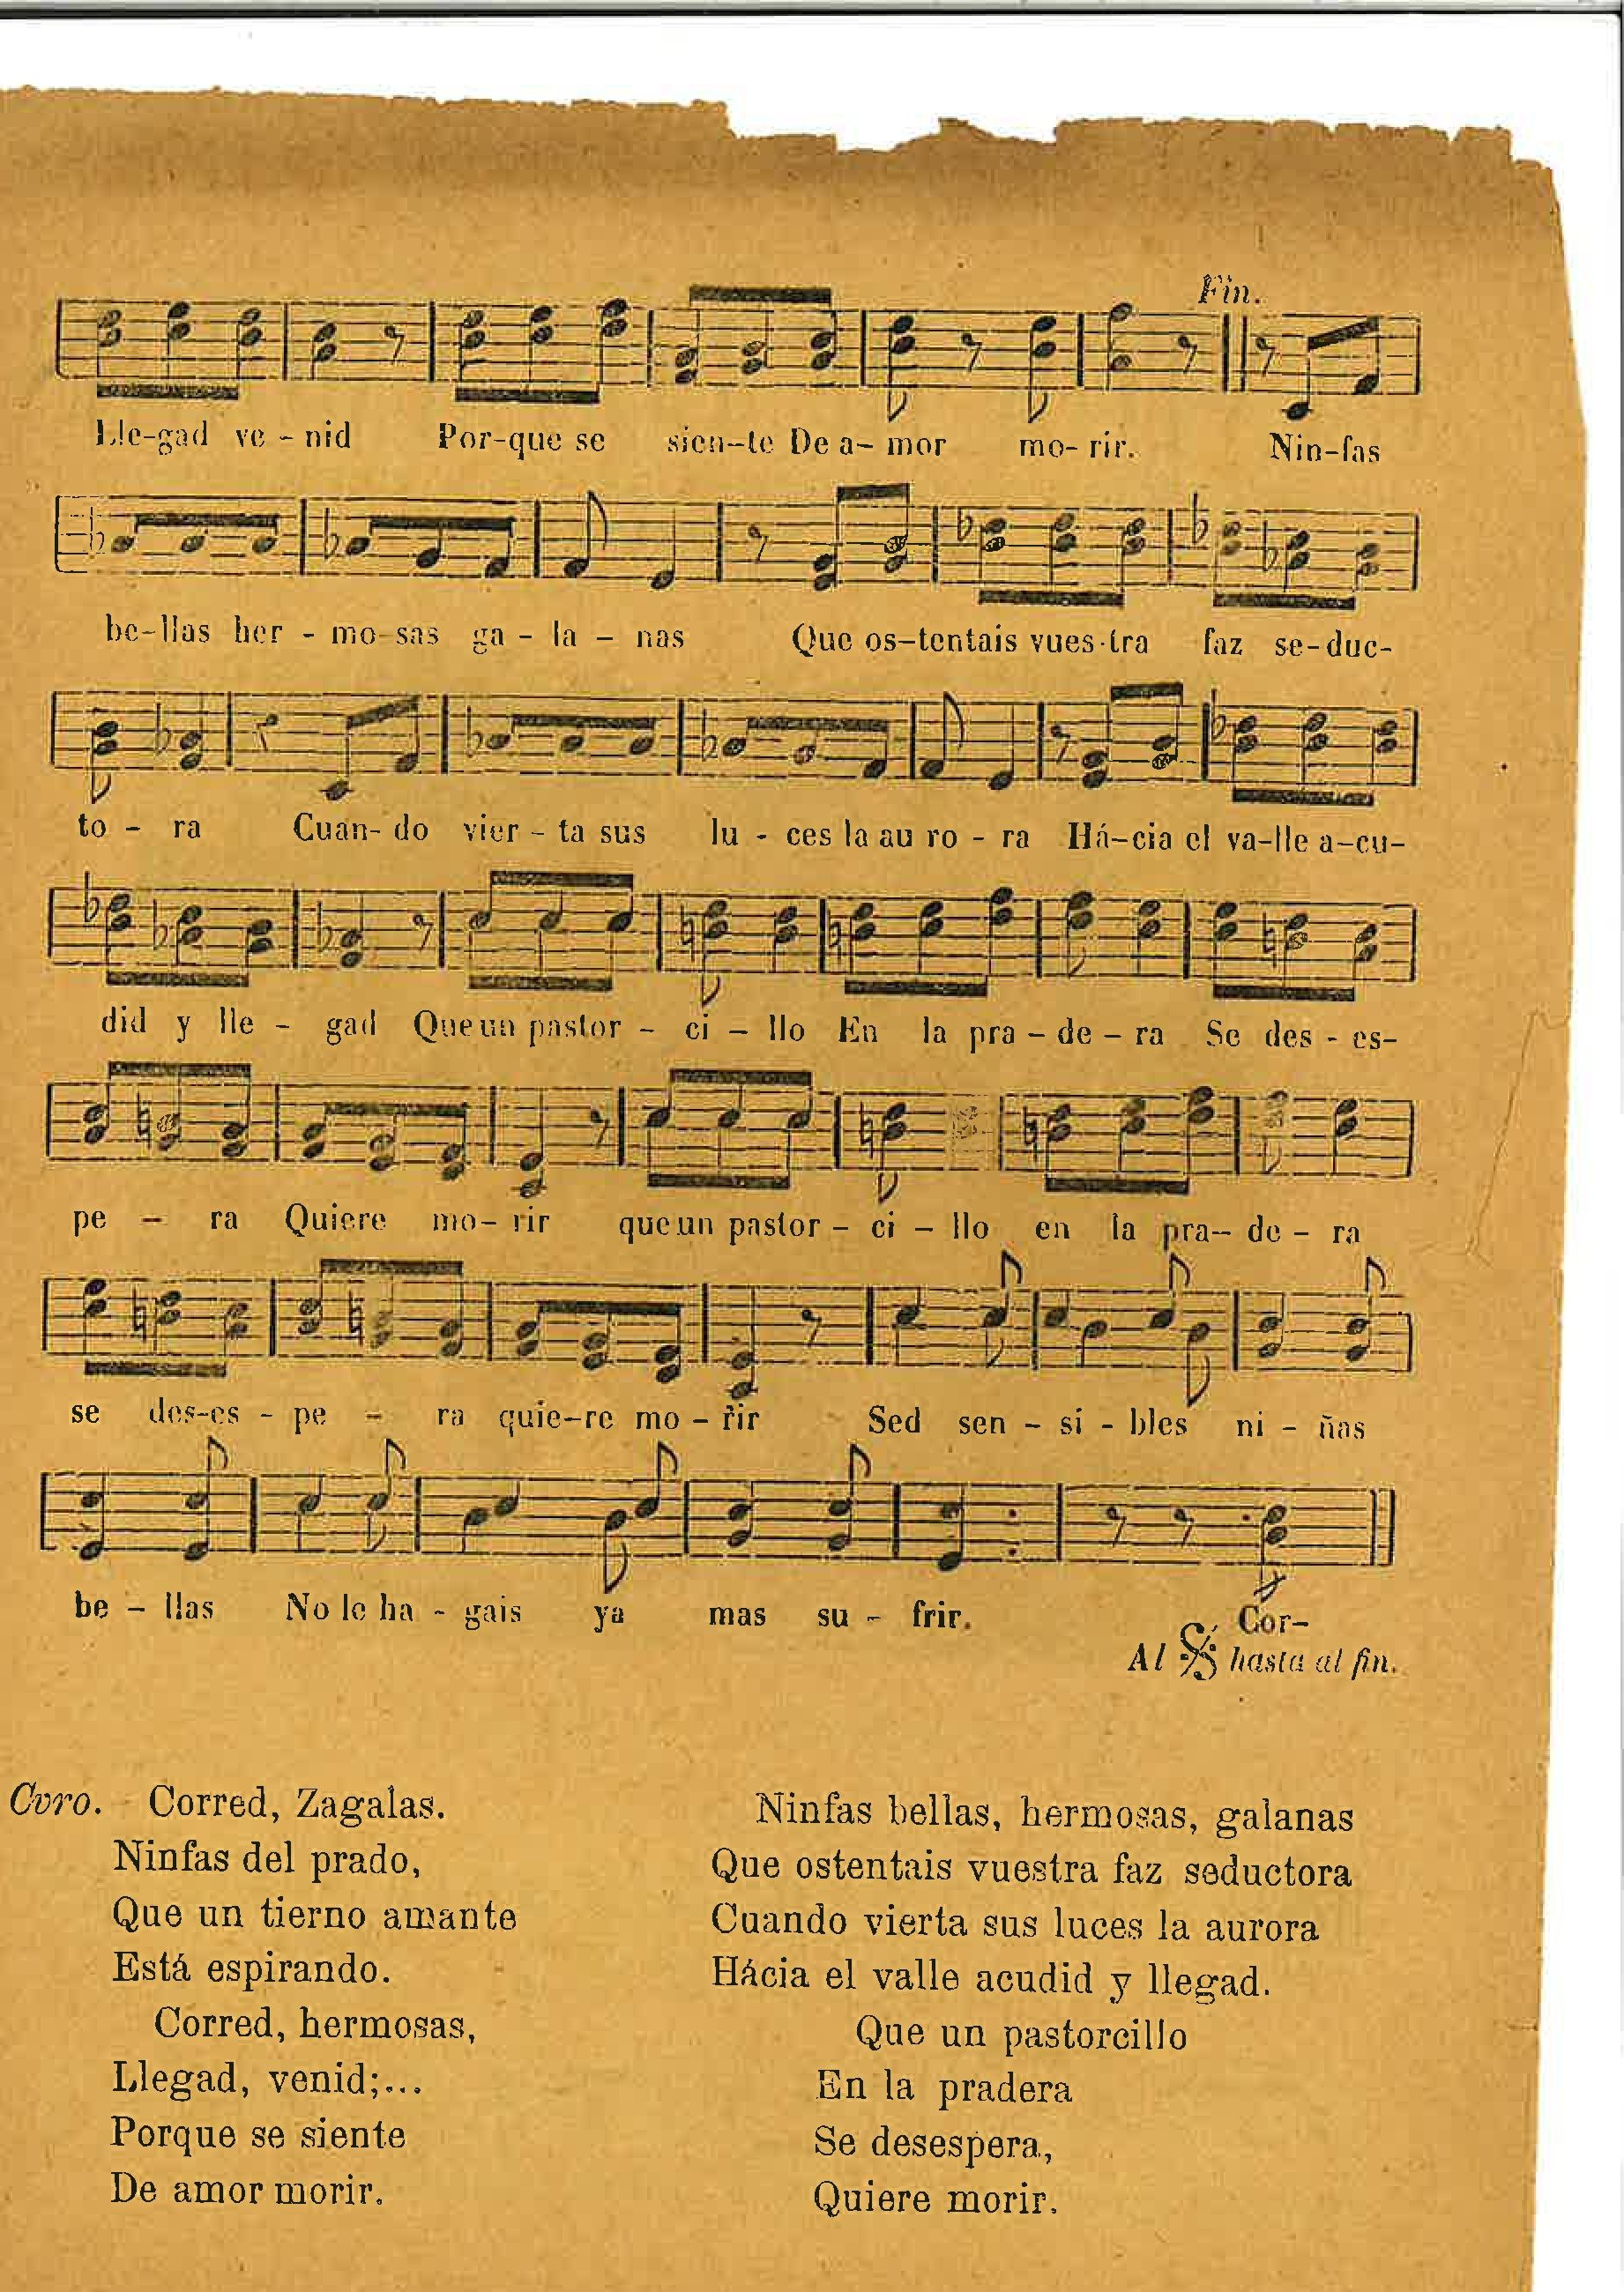 Fin.
Lle-gad ve - nid Por-que se sien-te De a- mor mo- rir. Nin-fas
be-llas her - mo-sas ga - la - nas Que os-tentais vues-tra faz se-duc-
to - ra Cuan- do vier - ta sus lu - ces la au ro - ra Há-cia el va-lle a-cu-
did y lle - gad Que un pastor - ci - llo En la pra - de - ra Se des - es-
pe - ra Quiere mo- rir que un pastor - ci - llo en la pra- de - ra
se des-es - pe - ra quie-re mo - rir Sed sen - si - bles ni - ñas
be - llas No le ha - gais ya mas su - frir. Cor-
Al hasta al fin.
Coro. Corred, Zagalas.
Ninfas del prado,
Que un tierno amante
Está espirando.
Corred, hermosas,
Llegad, venid;...
Porque se siente
De amor morir.
Ninfas bellas, hermosas, galanas
Que ostentais vuestra faz seductora
Cuando vierta sus luces la aurora
Hácia el valle acudid y llegad.
Que un pastorcillo
En la pradera
Se desespera,
Quiere morir.